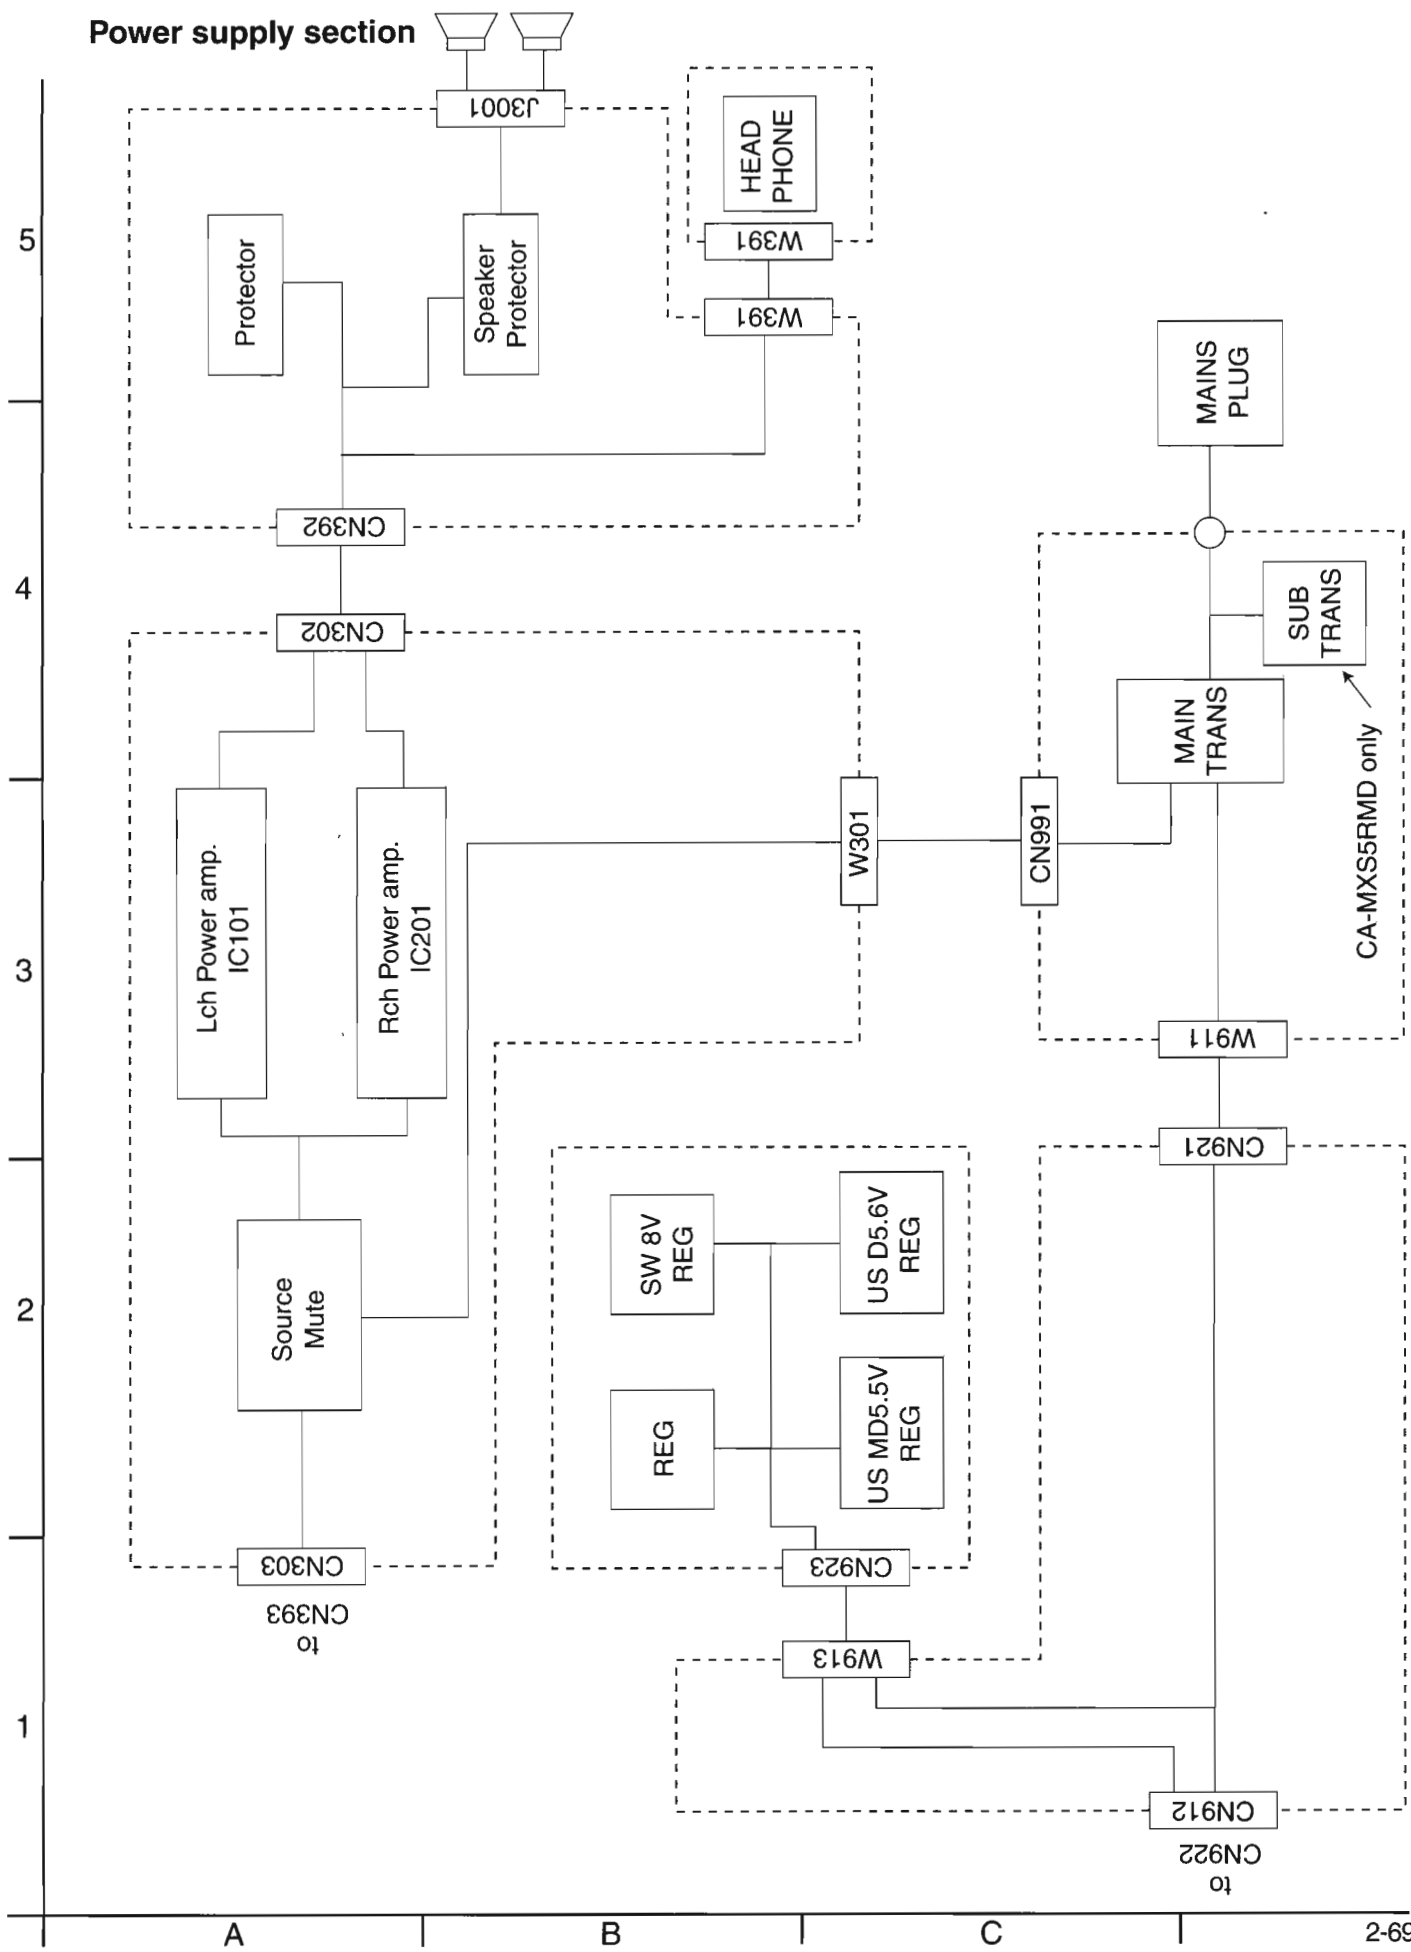 Power supply section
J3001
HEAD
PHONE
5
Protector
Speaker
Protector
W391
W391
MAINS
PLUG
CN392
4
CN302
SUB
TRANS
MAIN
TRANS
CA-MXS5RMD only
Lch Power amp.
IC101
Rch Power amp.
IC201
W301
CN991
3
W911
CN921
SW 8V
REG
US D5.6V
REG
2
Source
Mute
REG
US MD5.5V
REG
CN303
to
CN393
CN923
W913
1
CN912
to
CN922
A
B
C
2-69